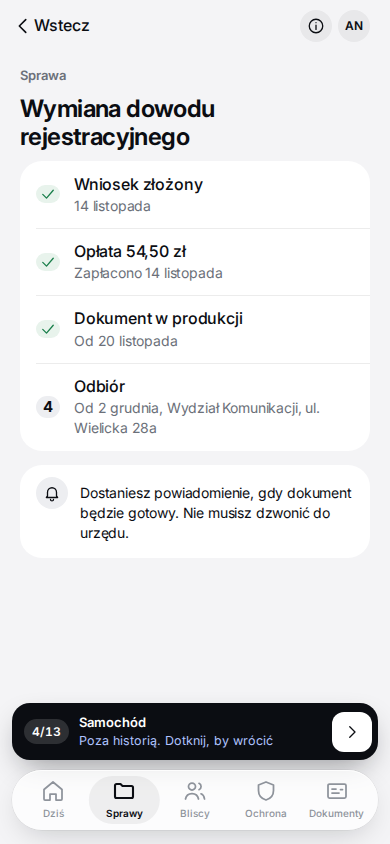 Wstecz
AN
Sprawa
Wymiana dowodu
rejestracyjnego
Wniosek złożony
14 listopada
Opłata 54,50 zł
Zapłacono 14 listopada
Dokument w produkcji
Od 20 listopada
4
Odbiór
Od 2 grudnia, Wydział Komunikacji, ul.
Wielicka 28a
Dostaniesz powiadomienie, gdy dokument
będzie gotowy. Nie musisz dzwonić do
urzędu.
4/13
Samochód
Poza historią. Dotknij, by wrócić
Dziś
Sprawy
Bliscy
Ochrona
Dokumenty